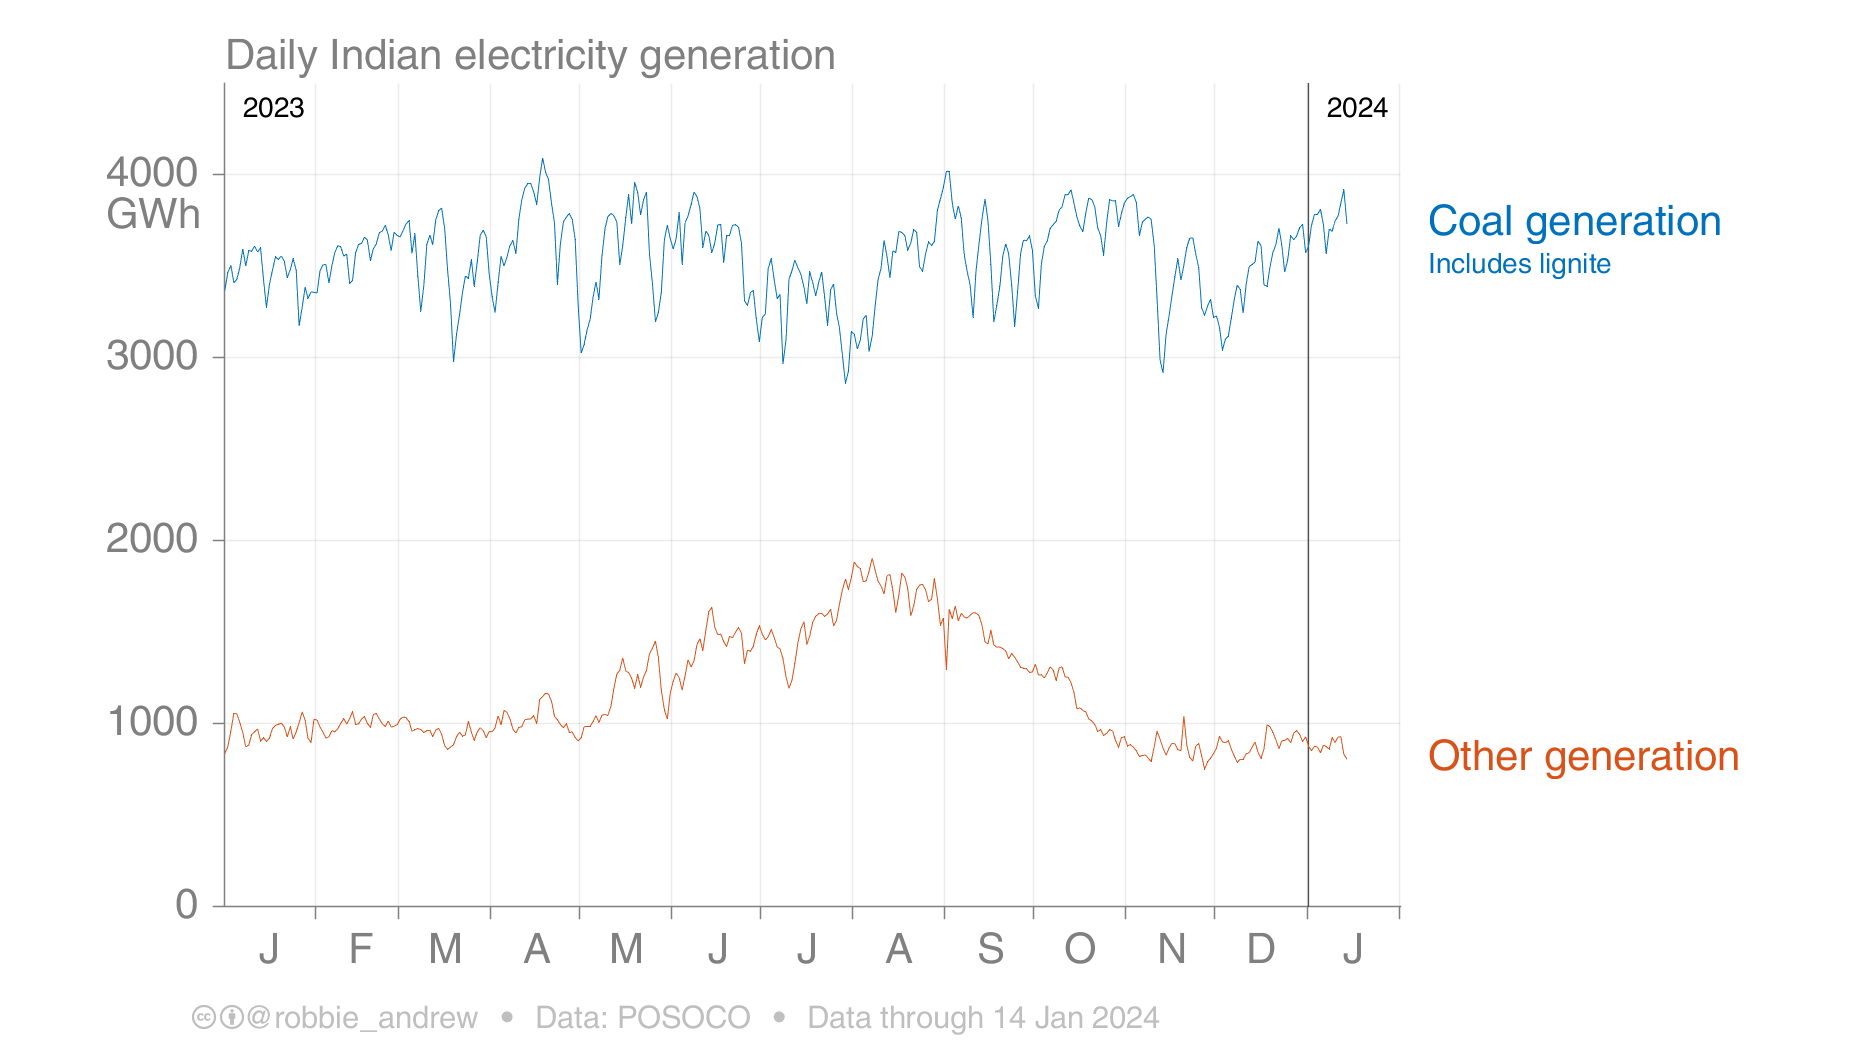 Daily Indian electricity generation
2023
2024
4000
GWh
3000
2000
1000
0
Coal generation
Includes lignite
Other generation
J F M A M J J A S O N D J
@robbie_andrew • Data: POSOCO • Data through 14 Jan 2024